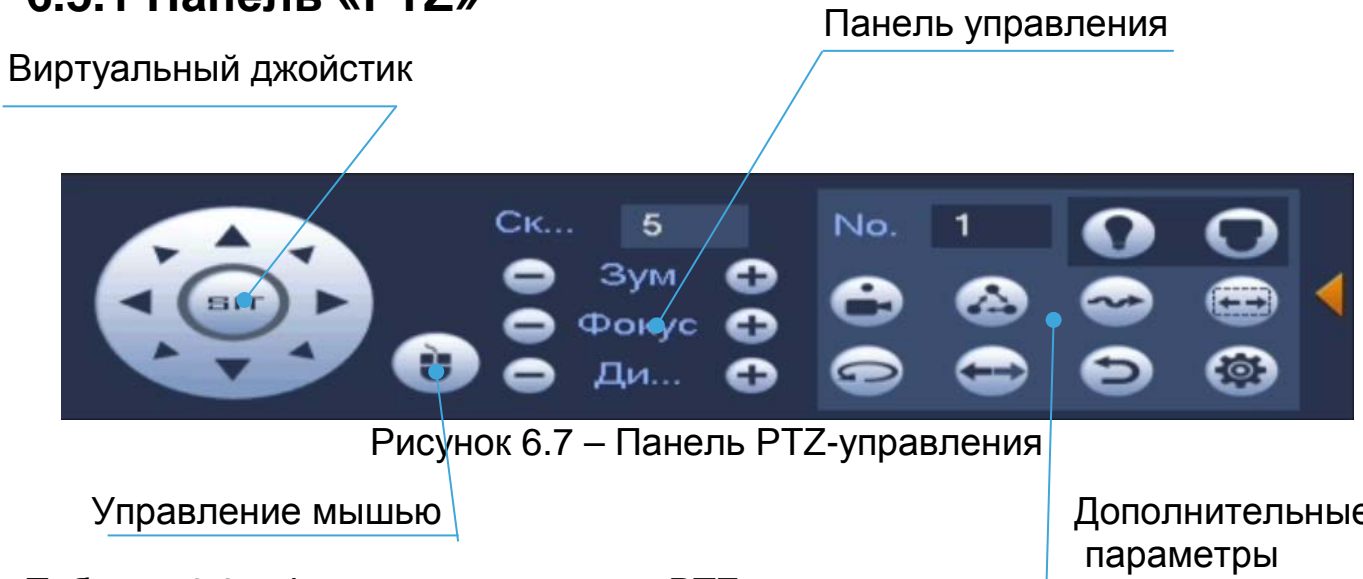 6.5.1 Панель «PTZ»
Панель управления
Виртуальный джойстик
Ск... 5
No. 1
SIT
Зум
Фокус
Ди...
Рисунок 6.7 – Панель PTZ-управления
Управление мышью
Дополнительные
параметры